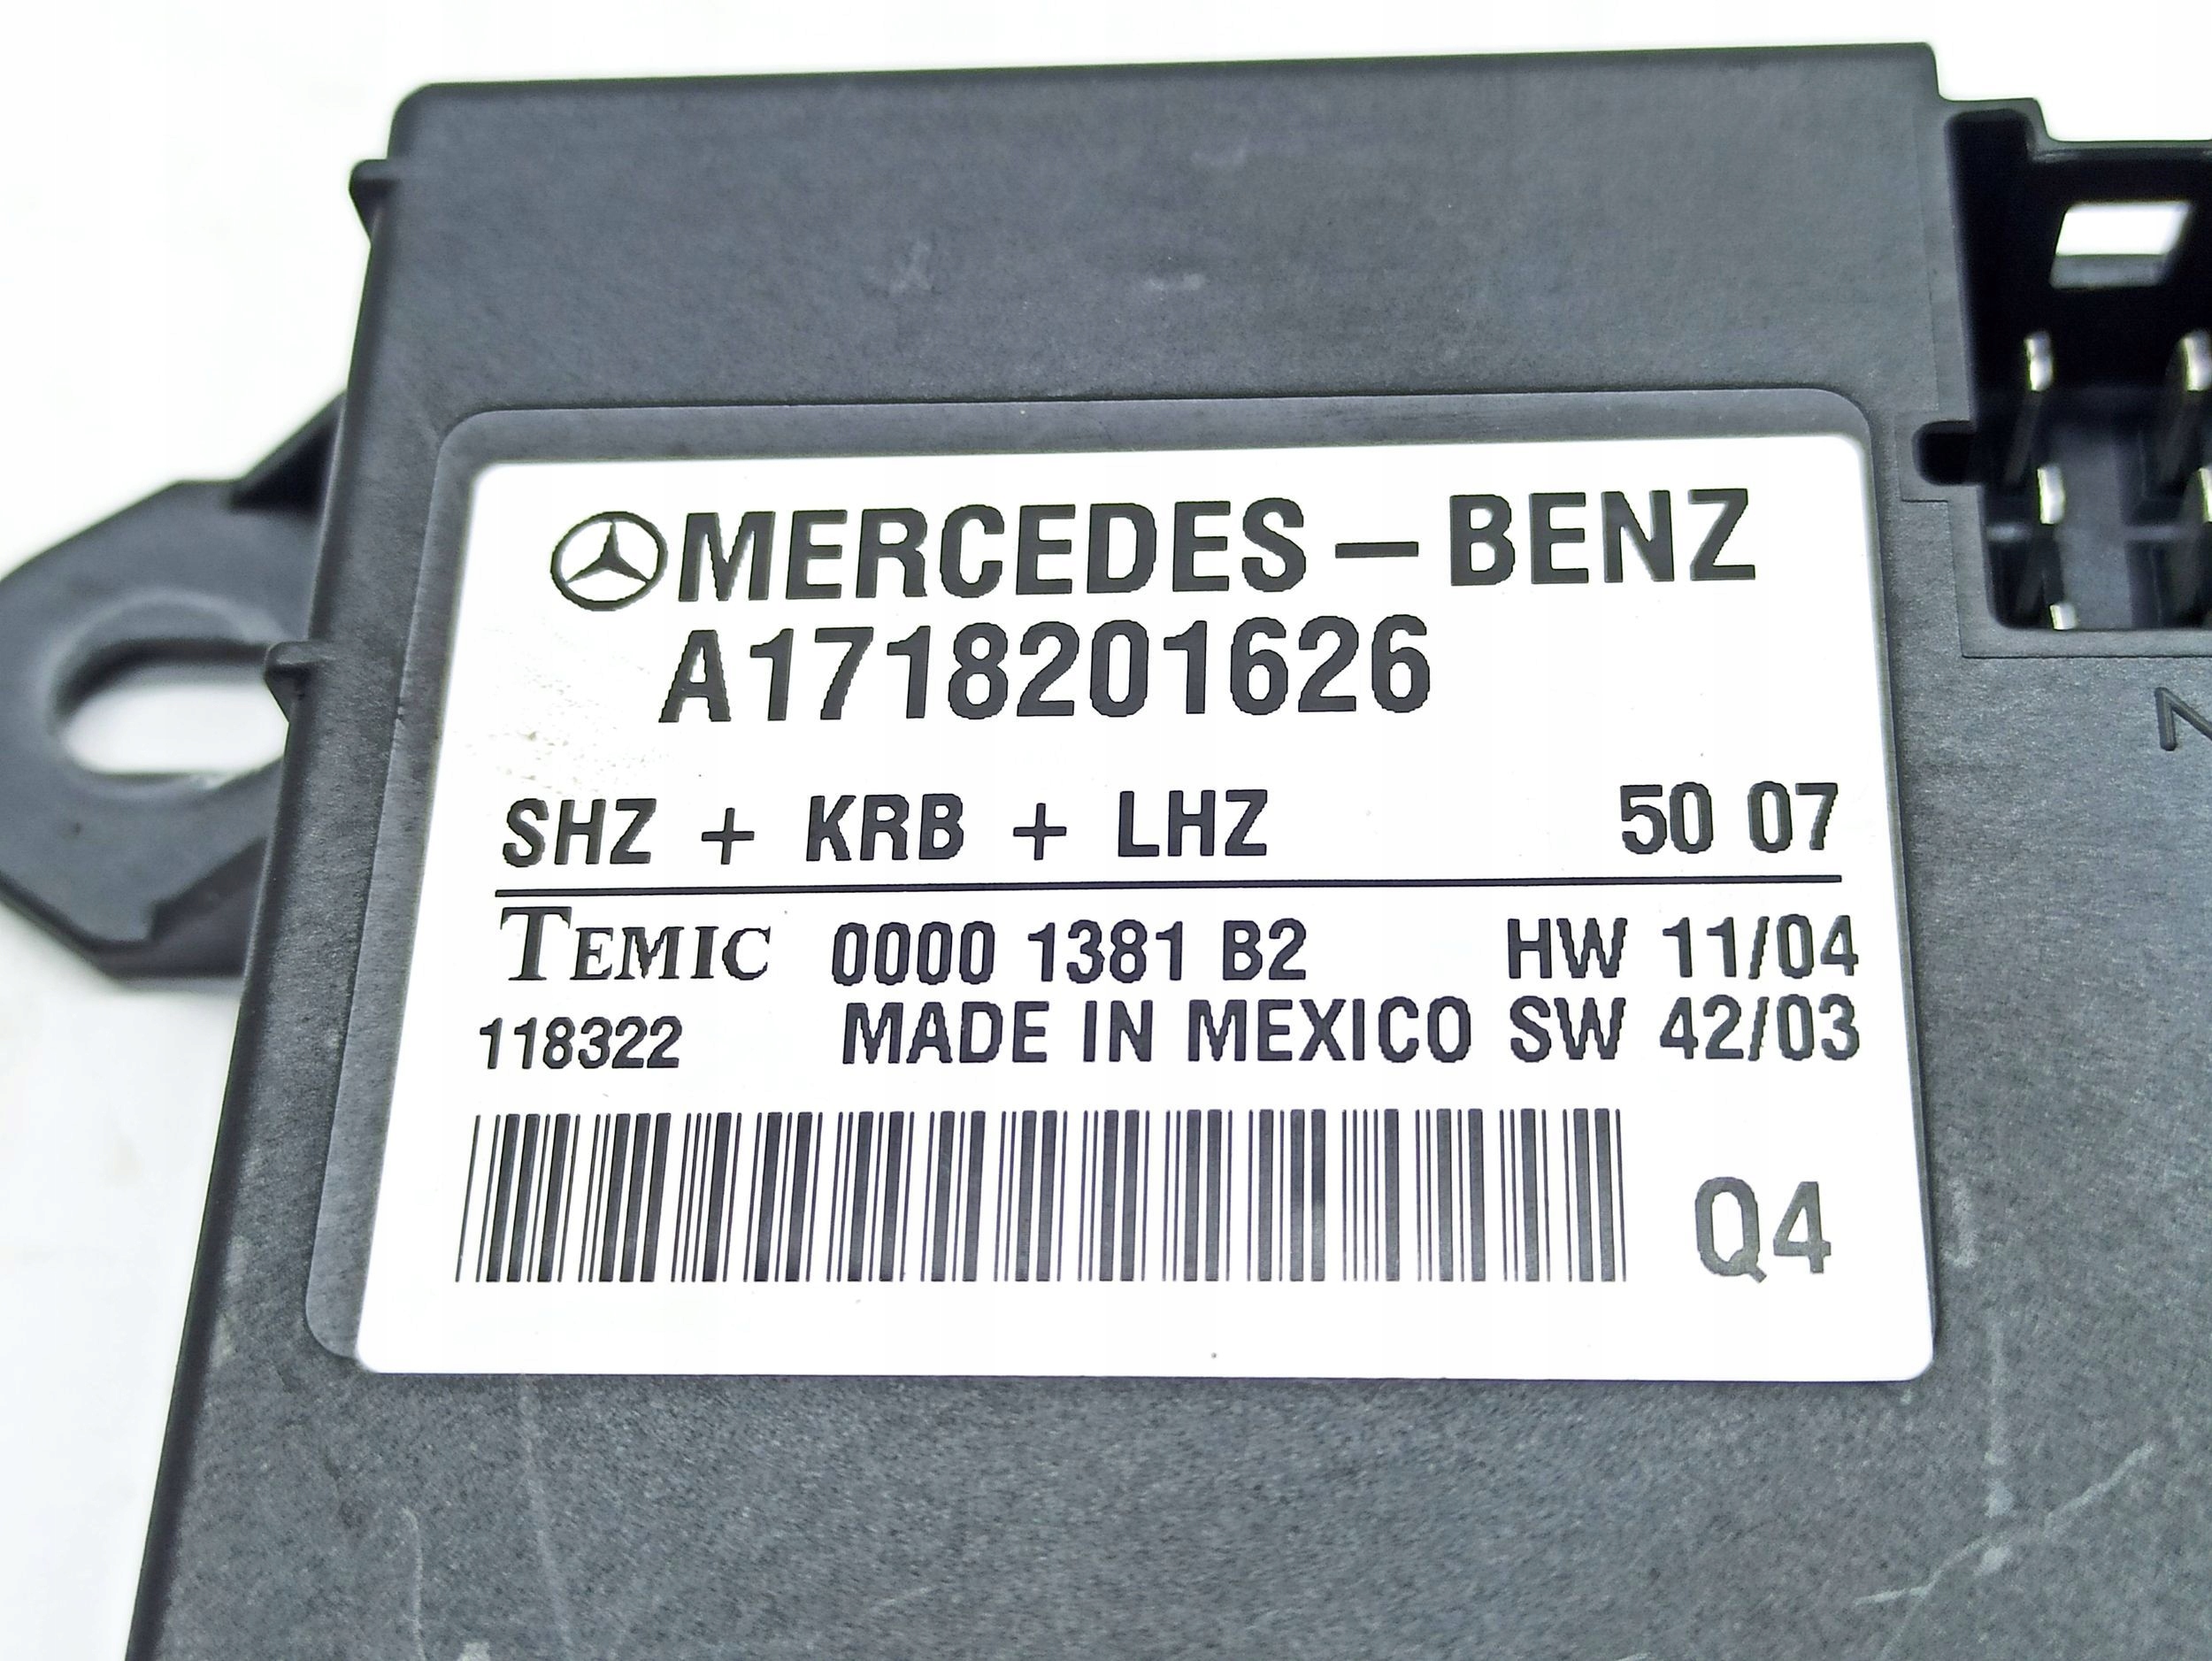 MERCEDES-BENZ
A1718201626
SHZ + KRB + LHZ 50 07
TEMIC 0000 1381 B2 HW 11/04
118322 MADE IN MEXICO SW 42/03
Q4